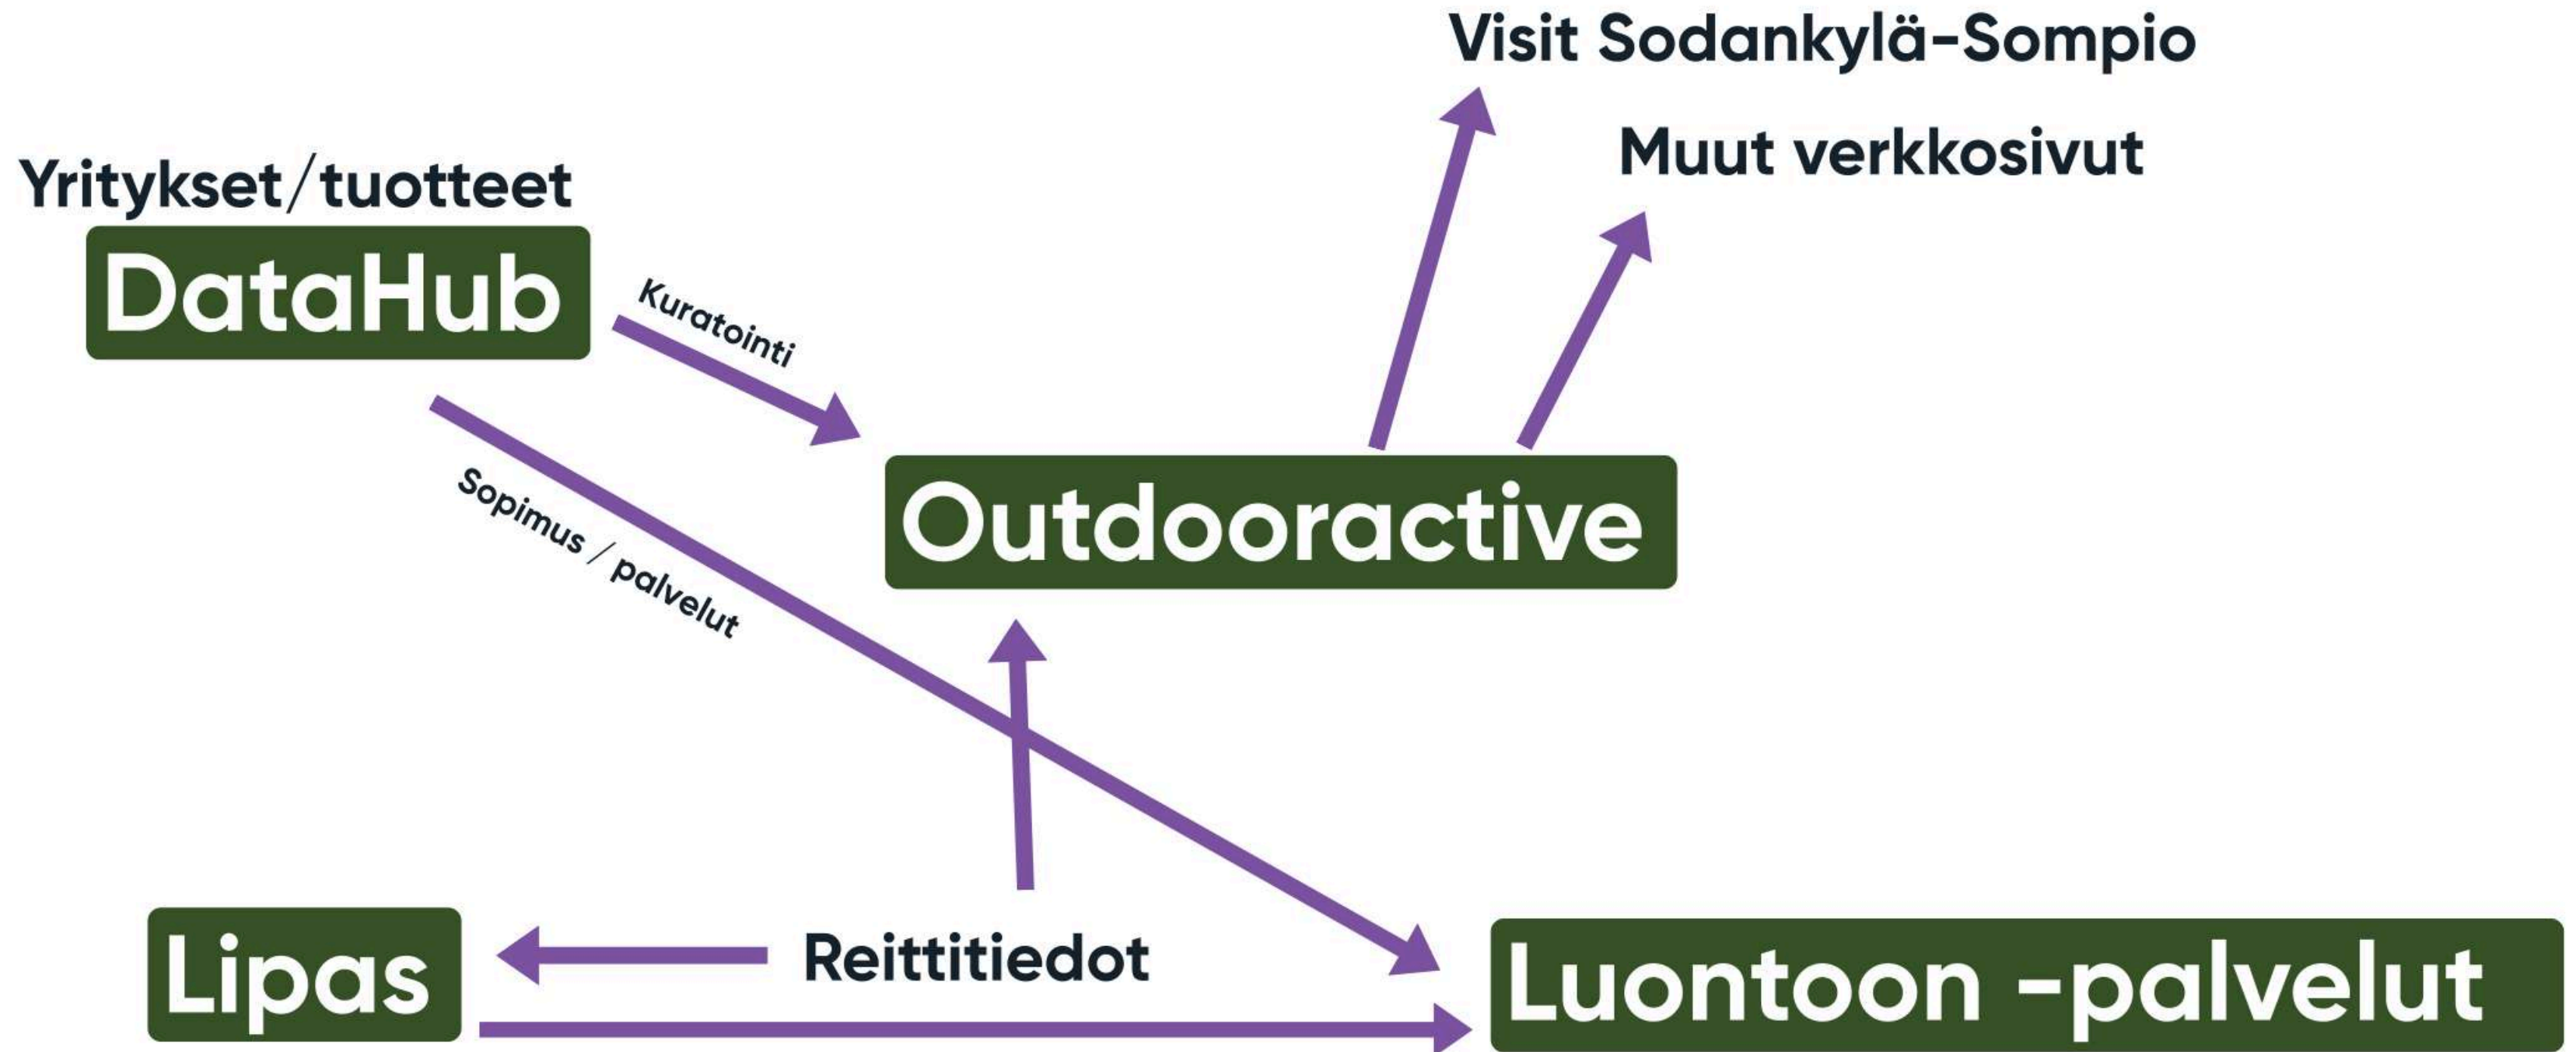 Visit Sodankylä-Sompio
Muut verkkosivut
Yritykset/tuotteet
DataHub
Kuratointi
Sopimus / palvelut
Outdooractive
Lipas
Reittitiedot
Luontoon -palvelut